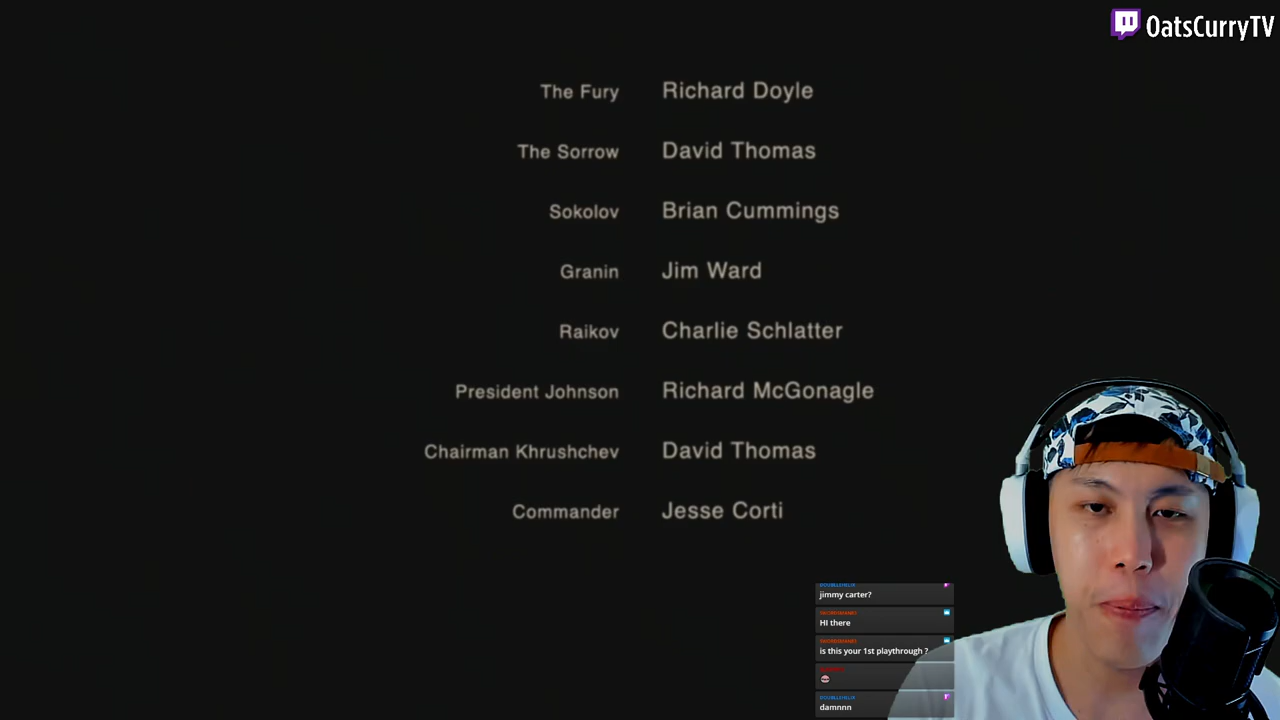 OatsCurryTV
The Fury Richard Doyle
The Sorrow David Thomas
Sokolov Brian Cummings
Granin Jim Ward
Raikov Charlie Schlatter
President Johnson Richard McGonagle
Chairman Khrushchev David Thomas
Commander Jesse Corti
jimmy carter?
HI there
is this your 1st playthrough ?
damnnn